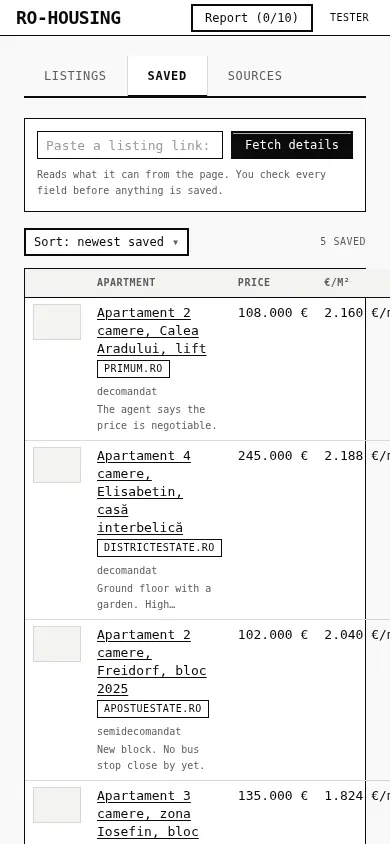 RO-HOUSING
Report (0/10)
TESTER
LISTINGS
SAVED
SOURCES
Paste a listing link:
Fetch details
Reads what it can from the page. You check every
field before anything is saved.
Sort: newest saved ▾
5 SAVED
APARTMENT PRICE €/M²
Apartament 2 108.000 € 2.160 €/
camere, Calea
Aradului, lift
PRIMUM.RO
decomandat
The agent says the
price is negotiable.
Apartament 4 245.000 € 2.188 €/
camere,
Elisabetin,
casă
interbelică
DISTRICTESTATE.RO
decomandat
Ground floor with a
garden. High…
Apartament 2 102.000 € 2.040 €/
camere,
Freidorf, bloc
2025
APOSTUESTATE.RO
semidecomandat
New block. No bus
stop close by yet.
Apartament 3 135.000 € 1.824 €/
camere, zona
Iosefin, bloc